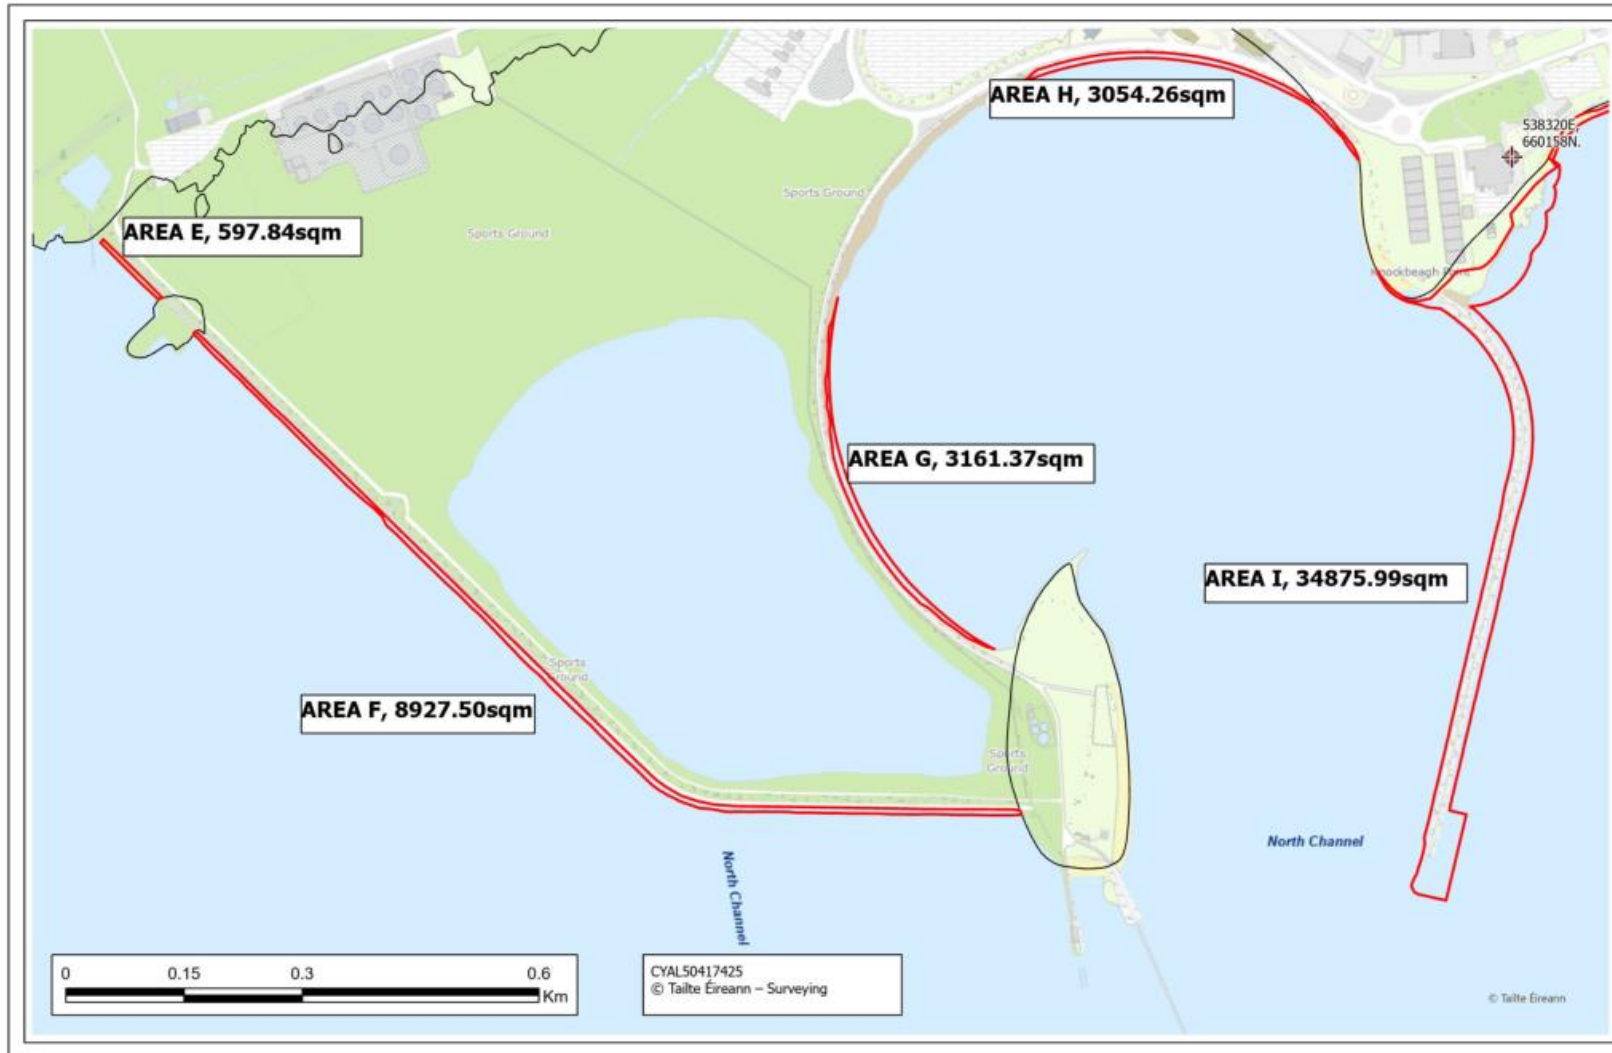 AREA H, 3054.26sqm
538320E,
660158N.
Sports Ground
AREA E, 597.84sqm
Sports Ground
Knockbeagh Point
AREA G, 3161.37sqm
AREA I, 34875.99sqm
Sports
Ground
AREA F, 8927.50sqm
Sports
Ground
North Channel
North Channel
0 0.15 0.3 0.6
Km
CYAL50417425
© Tailte Éireann – Surveying
© Tailte Éireann